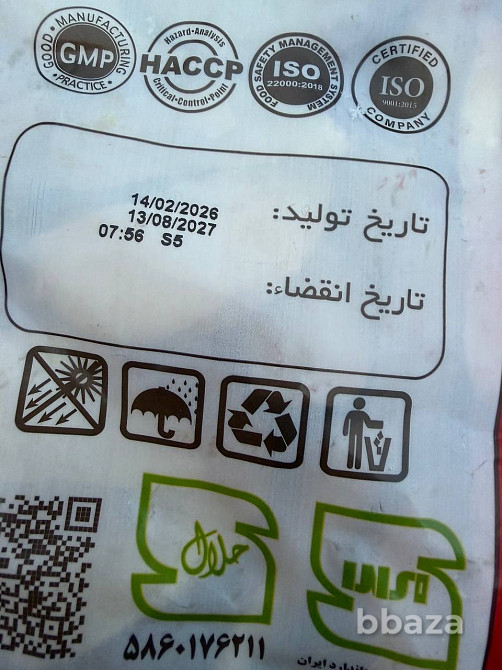 GOOD · MANUFACTURING · PRACTICE ·
GMP
Hazard-Analysis
HACCP
Critical-Control-Point
FOOD SAFETY MANAGEMENT SYSTEM
ISO
22000:2018
CERTIFIED
ISO
9001:2015
COMPANY
تاریخ تولید:
14/02/2026
13/08/2027
07:56 S5
تاریخ انقضاء:
حلال
۵۸۶۰۱۷۶۲۱۱
ایران
bbaza